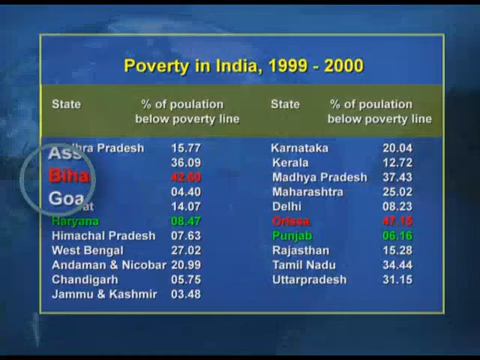 Poverty in India, 1999 - 2000
State % of poulation below poverty line State % of poulation below poverty line
dhra Pradesh 15.77 Karnataka 20.04
Ass 36.09 Kerala 12.72
Biha 42.60 Madhya Pradesh 37.43
Goa 04.40 Maharashtra 25.02
at 14.07 Delhi 08.23
Haryana 08.47 Orissa 47.15
Himachal Pradesh 07.63 Punjab 06.16
West Bengal 27.02 Rajasthan 15.28
Andaman & Nicobar 20.99 Tamil Nadu 34.44
Chandigarh 05.75 Uttarpradesh 31.15
Jammu & Kashmir 03.48